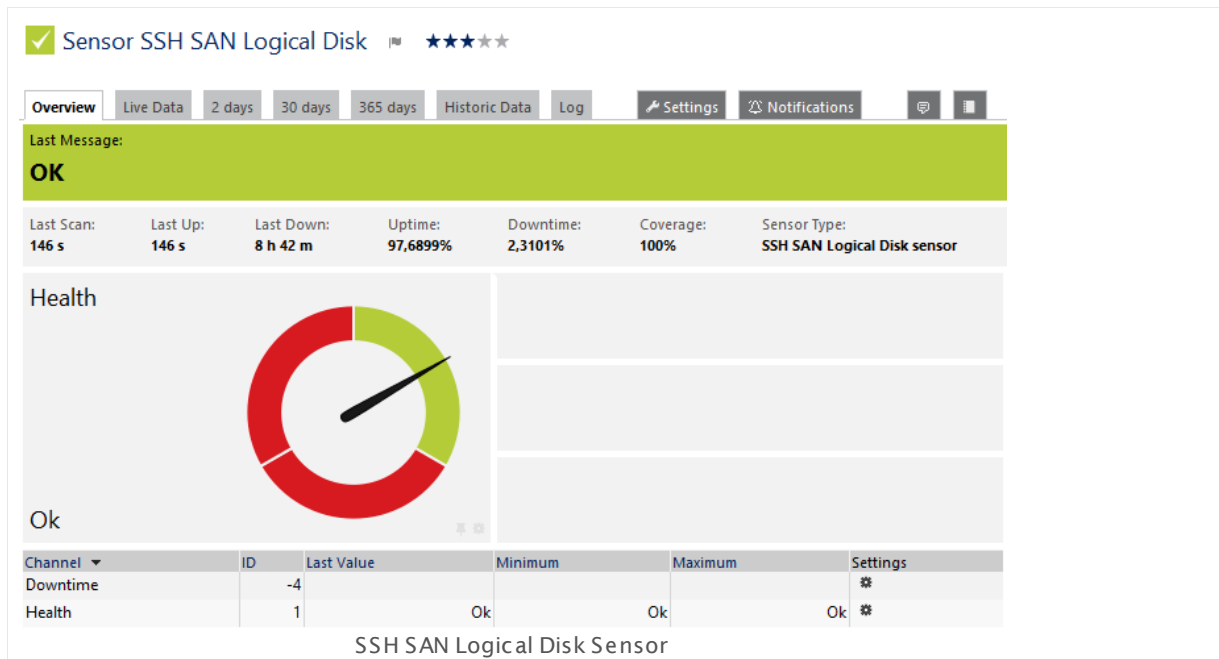 Sensor SSH SAN Logical Disk
Overview Live Data 2 days 30 days 365 days Historic Data Log Settings Notifications
Last Message:
OK
Last Scan: Last Up: Last Down: Uptime: Downtime: Coverage: Sensor Type:
146 s 146 s 8 h 42 m 97,6899% 2,3101% 100% SSH SAN Logical Disk sensor
Health
Ok
Channel ID Last Value Minimum Maximum Settings
Downtime -4
Health 1 Ok Ok Ok
SSH SAN Logical Disk Sensor